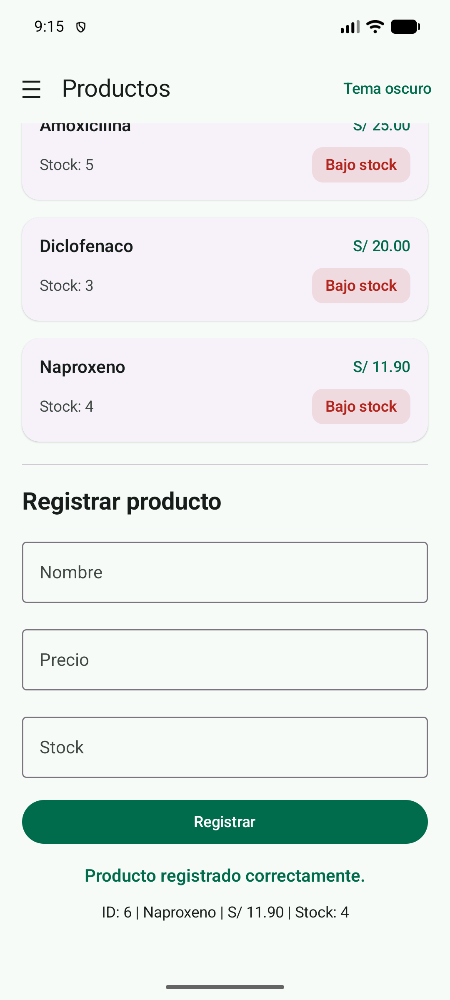 9:15
Productos
Tema oscuro
Amoxicilina S/ 25.00
Stock: 5 Bajo stock
Diclofenaco S/ 20.00
Stock: 3 Bajo stock
Naproxeno S/ 11.90
Stock: 4 Bajo stock
Registrar producto
Nombre
Precio
Stock
Registrar
Producto registrado correctamente.
ID: 6 | Naproxeno | S/ 11.90 | Stock: 4